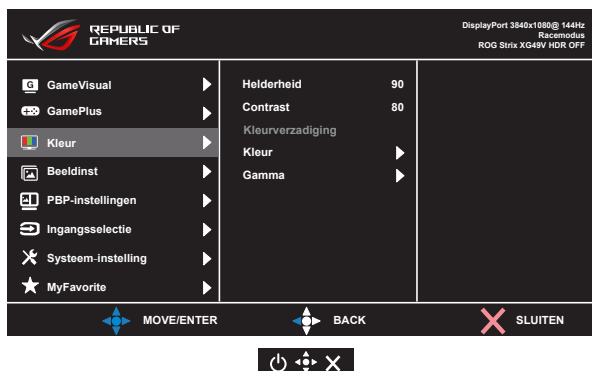 REPUBLIC OF
GAMERS
DisplayPort 3840x1080@ 144Hz
Racemodus
ROG Strix XG49V HDR OFF
G GameVisual
GamePlus
Kleur
Beeldinst
PBP-instellingen
Ingangsselectie
Systeem-instelling
MyFavorite
Helderheid 90
Contrast 80
Kleurverzadiging
Kleur
Gamma
MOVE/ENTER
BACK
SLUITEN